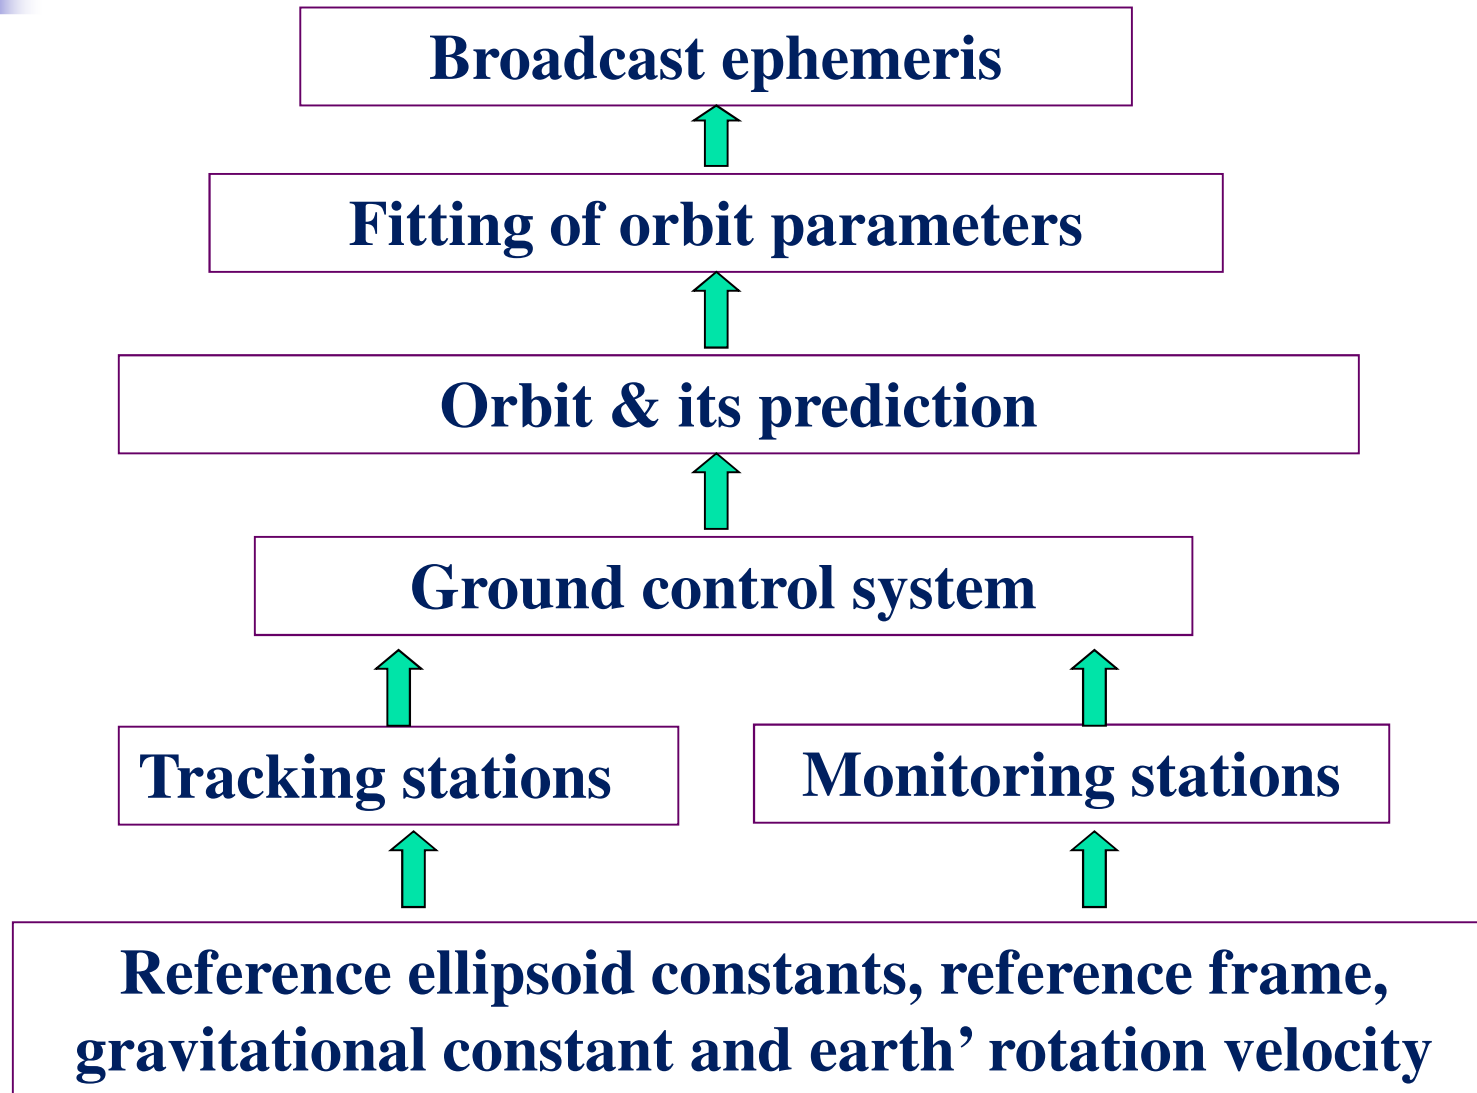 Broadcast ephemeris
Fitting of orbit parameters
Orbit & its prediction
Ground control system
Tracking stations
Monitoring stations
Reference ellipsoid constants, reference frame,
gravitational constant and earth’ rotation velocity